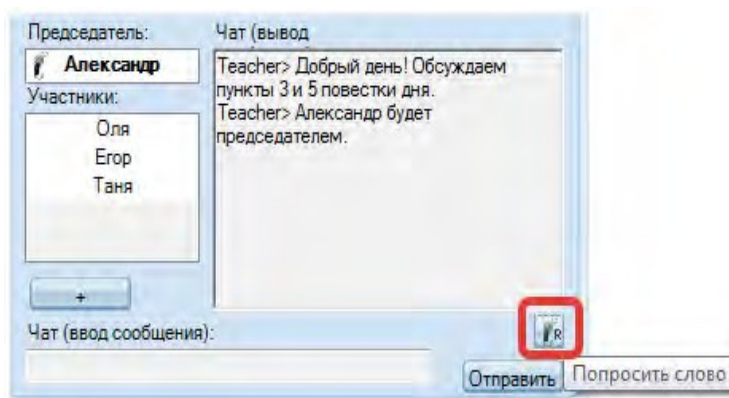 Председатель:
Александр
Участники:
Оля
Егор
Таня
+
Чат (вывод
Teacher> Добрый день! Обсуждаем
пункты 3 и 5 повестки дня.
Teacher> Александр будет
председателем.
R
Чат (ввод сообщения):
Отправить
Попросить слово